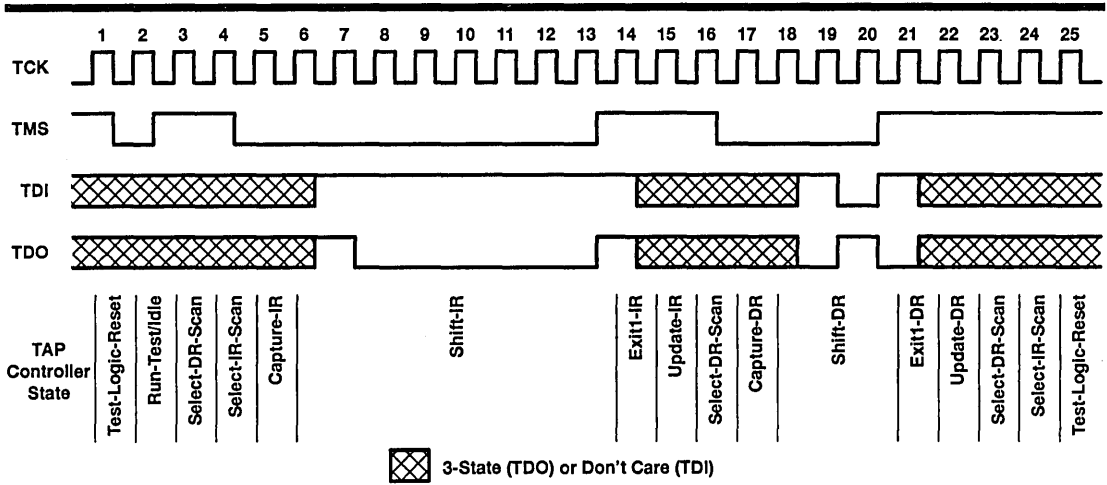 1 2 3 4 5 6 7 8 9 10 11 12 13 14 15 16 17 18 19 20 21 22 23. 24 25
TCK
TMS
TDI
TDO
TAP
Controller
State
Test-Logic-Reset
Run-Test/Idle
Select-DR-Scan
Select-IR-Scan
Capture-IR
Shift-IR
Exit1-IR
Update-IR
Select-DR-Scan
Capture-DR
Shift-DR
Exit1-DR
Update-DR
Select-DR-Scan
Select-IR-Scan
Test-Logic-Reset
3-State (TDO) or Don't Care (TDI)